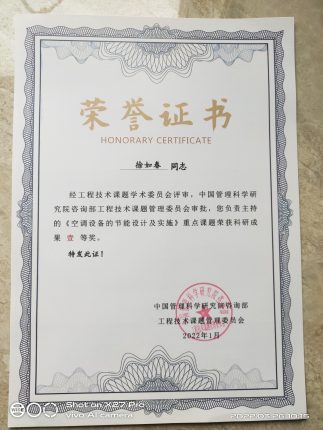 荣誉证书
HONORARY CERTIFICATE
徐如春 同志
经工程技术课题学术委员会评审，中国管理科学研
究院咨询部工程技术课题管理委员会审批，您负责主持
的《空调设备的节能设计及实施》重点课题荣获科研成
果 壹 等奖。
特发此证！
中国管理科学研究院咨询部
工程技术课题管理委员会
2022年1月
Shot on X27 Pro
Vivo AI camera